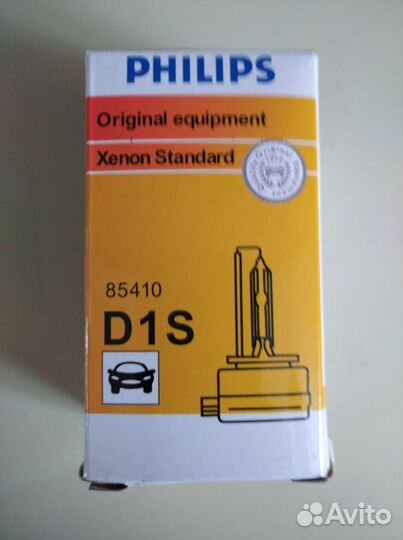 PHILIPS
Original equipment
Xenon Standard
85410
D1S
Avito